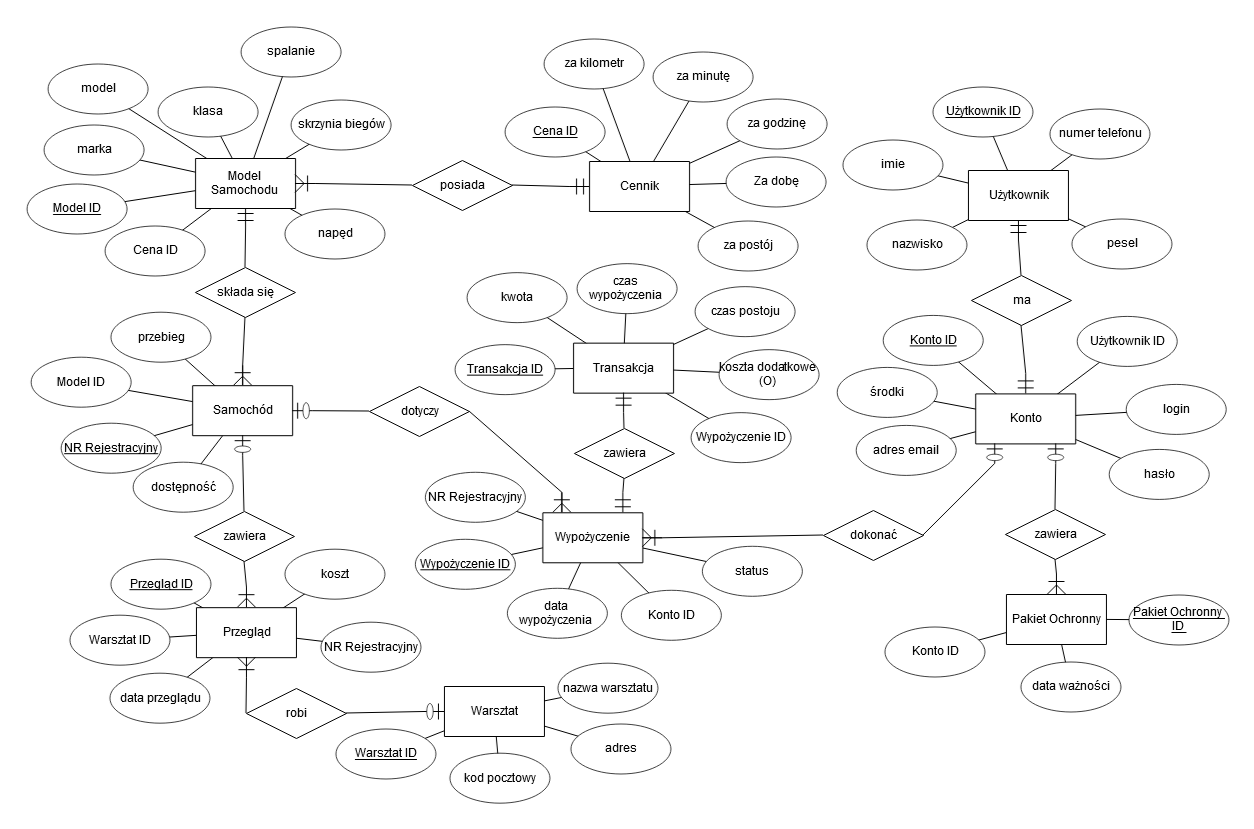 spalanie
model
klasa
skrzynia biegów
marka
Model
Samochodu
Model ID
Cena ID
napęd
posiada
za kilometr
za minutę
Cena ID
za godzinę
Cennik
Za dobę
za postój
Użytkownik ID
numer telefonu
imie
Użytkownik
nazwisko
pesel
składa się
ma
przebieg
Model ID
Samochód
NR Rejestracyjny
dostępność
dotyczy
kwota
czas
wypożyczenia
czas postoju
Transakcja ID
Transakcja
koszta dodatkowe
(O)
Wypożyczenie ID
zawiera
Konto ID
Użytkownik ID
środki
Konto
login
adres email
hasło
zawiera
NR Rejestracyjny
Wypożyczenie
Wypożyczenie ID
status
data
wypożyczenia
Konto ID
dokonać
zawiera
Przegląd ID
koszt
Warsztat ID
Przegląd
NR Rejestracyjny
data przeglądu
Pakiet Ochronny
Pakiet Ochronny
ID
Konto ID
data ważności
robi
Warsztat
nazwa warsztatu
Warsztat ID
adres
kod pocztowy